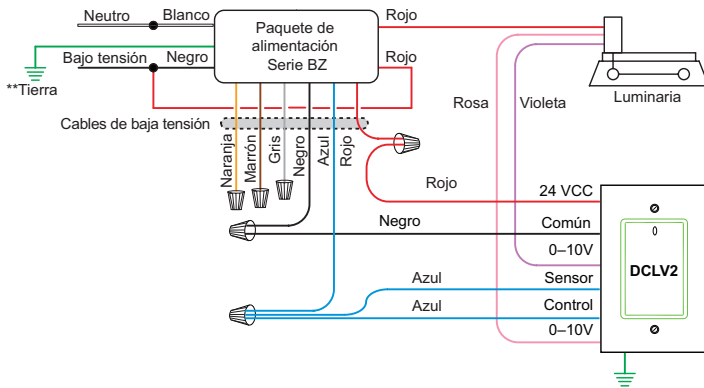 Neutro Blanco
Paquete de
alimentación
Serie BZ
Rojo
Bajo tensión Negro
Rojo
**Tierra
Luminaria
Rosa Violeta
Cables de baja tensión
Naranja
Marrón
Gris
Negro
Azul
Rojo
Rojo
24 VCC
Negro
Común
0–10V
DCLV2
Azul
Sensor
Azul
Control
0–10V